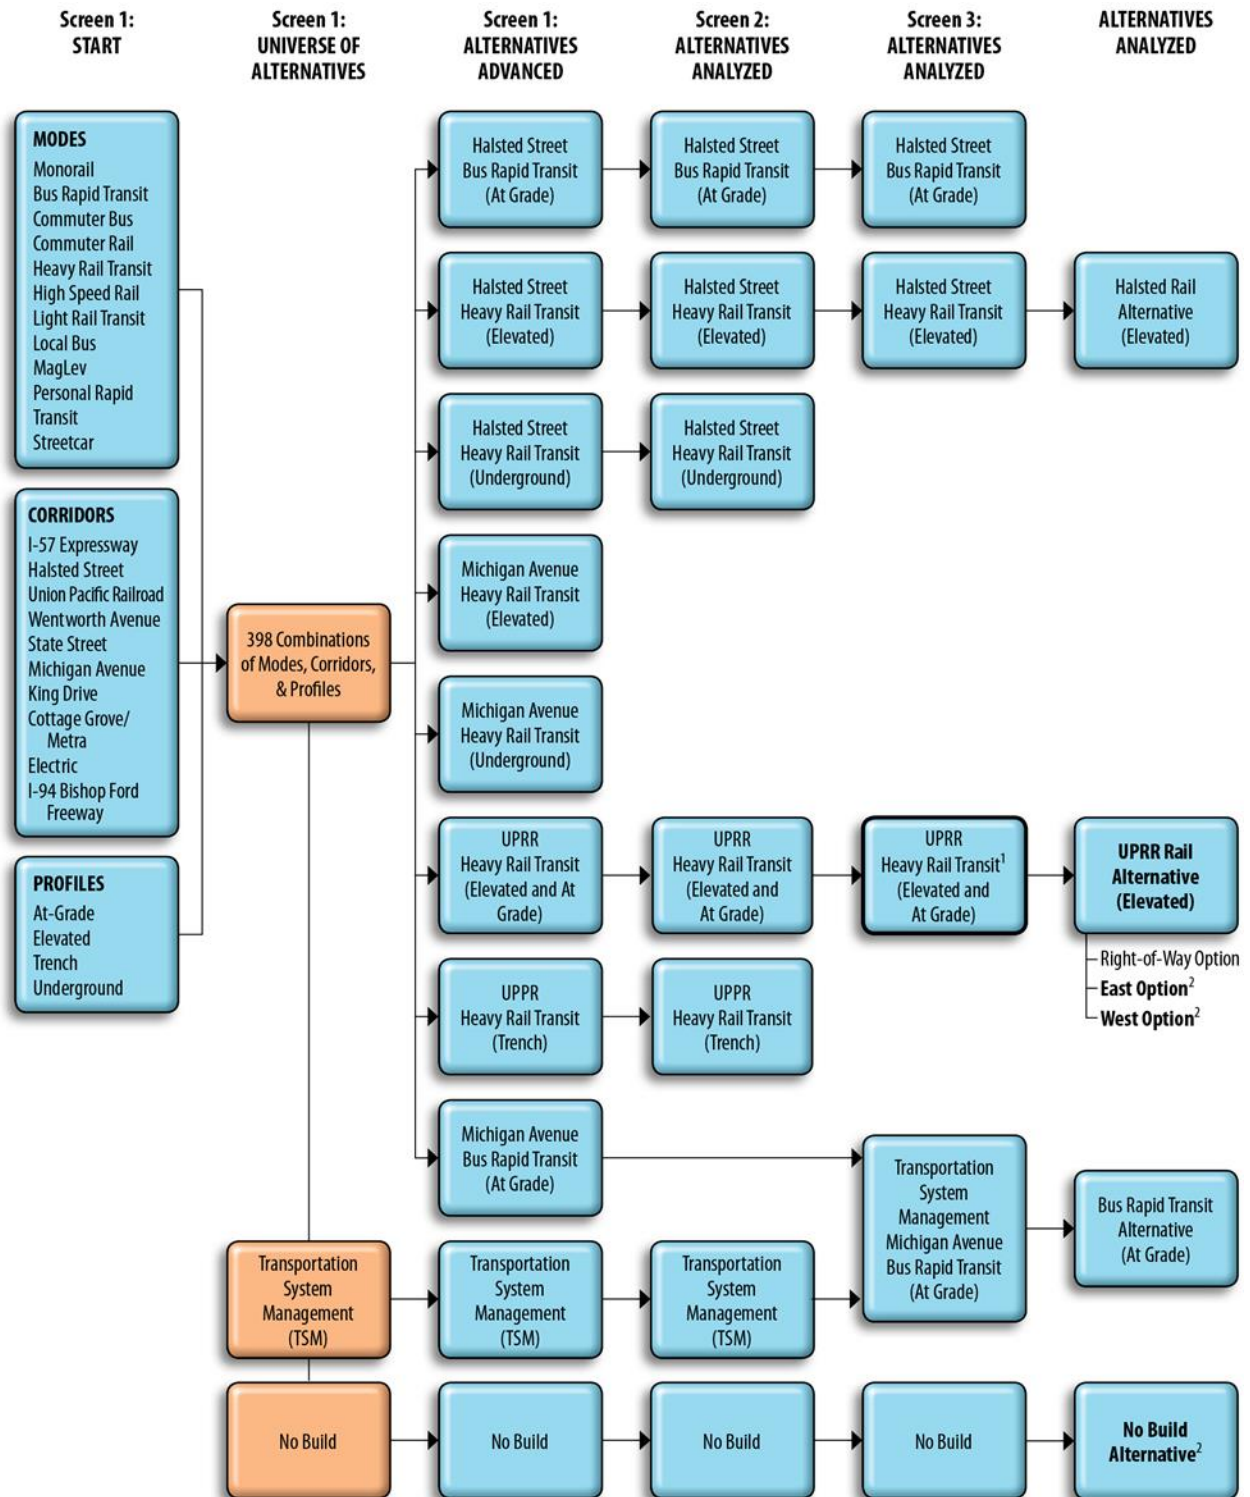 Screen 1:
START
Screen 1:
UNIVERSE OF
ALTERNATIVES
Screen 1:
ALTERNATIVES
ADVANCED
Screen 2:
ALTERNATIVES
ANALYZED
Screen 3:
ALTERNATIVES
ANALYZED
ALTERNATIVES
ANALYZED
MODES
Monorail
Bus Rapid Transit
Commuter Bus
Commuter Rail
Heavy Rail Transit
High Speed Rail
Light Rail Transit
Local Bus
MagLev
Personal Rapid
Transit
Streetcar
CORRIDORS
I-57 Expressway
Halsted Street
Union Pacific Railroad
Wentworth Avenue
State Street
Michigan Avenue
King Drive
Cottage Grove/
Metra
Electric
I-94 Bishop Ford
Freeway
PROFILES
At-Grade
Elevated
Trench
Underground
398 Combinations
of Modes, Corridors,
& Profiles
Transportation
System
Management
(TSM)
No Build
Halsted Street
Bus Rapid Transit
(At Grade)
Halsted Street
Bus Rapid Transit
(At Grade)
Halsted Street
Bus Rapid Transit
(At Grade)
Halsted Street
Heavy Rail Transit
(Elevated)
Halsted Street
Heavy Rail Transit
(Elevated)
Halsted Street
Heavy Rail Transit
(Elevated)
Halsted Rail
Alternative
(Elevated)
Halsted Street
Heavy Rail Transit
(Underground)
Halsted Street
Heavy Rail Transit
(Underground)
Michigan Avenue
Heavy Rail Transit
(Elevated)
Michigan Avenue
Heavy Rail Transit
(Underground)
UPRR
Heavy Rail Transit
(Elevated and At
Grade)
UPRR
Heavy Rail Transit
(Elevated and
At Grade)
UPRR
Heavy Rail Transit¹
(Elevated and
At Grade)
UPRR Rail
Alternative
(Elevated)
Right-of-Way Option
East Option²
West Option²
UPPR
Heavy Rail Transit
(Trench)
UPPR
Heavy Rail Transit
(Trench)
Michigan Avenue
Bus Rapid Transit
(At Grade)
Transportation
System
Management
Michigan Avenue
Bus Rapid Transit
(At Grade)
Bus Rapid Transit
Alternative
(At Grade)
Transportation
System
Management
(TSM)
Transportation
System
Management
(TSM)
No Build
No Build
No Build
No Build
Alternative²